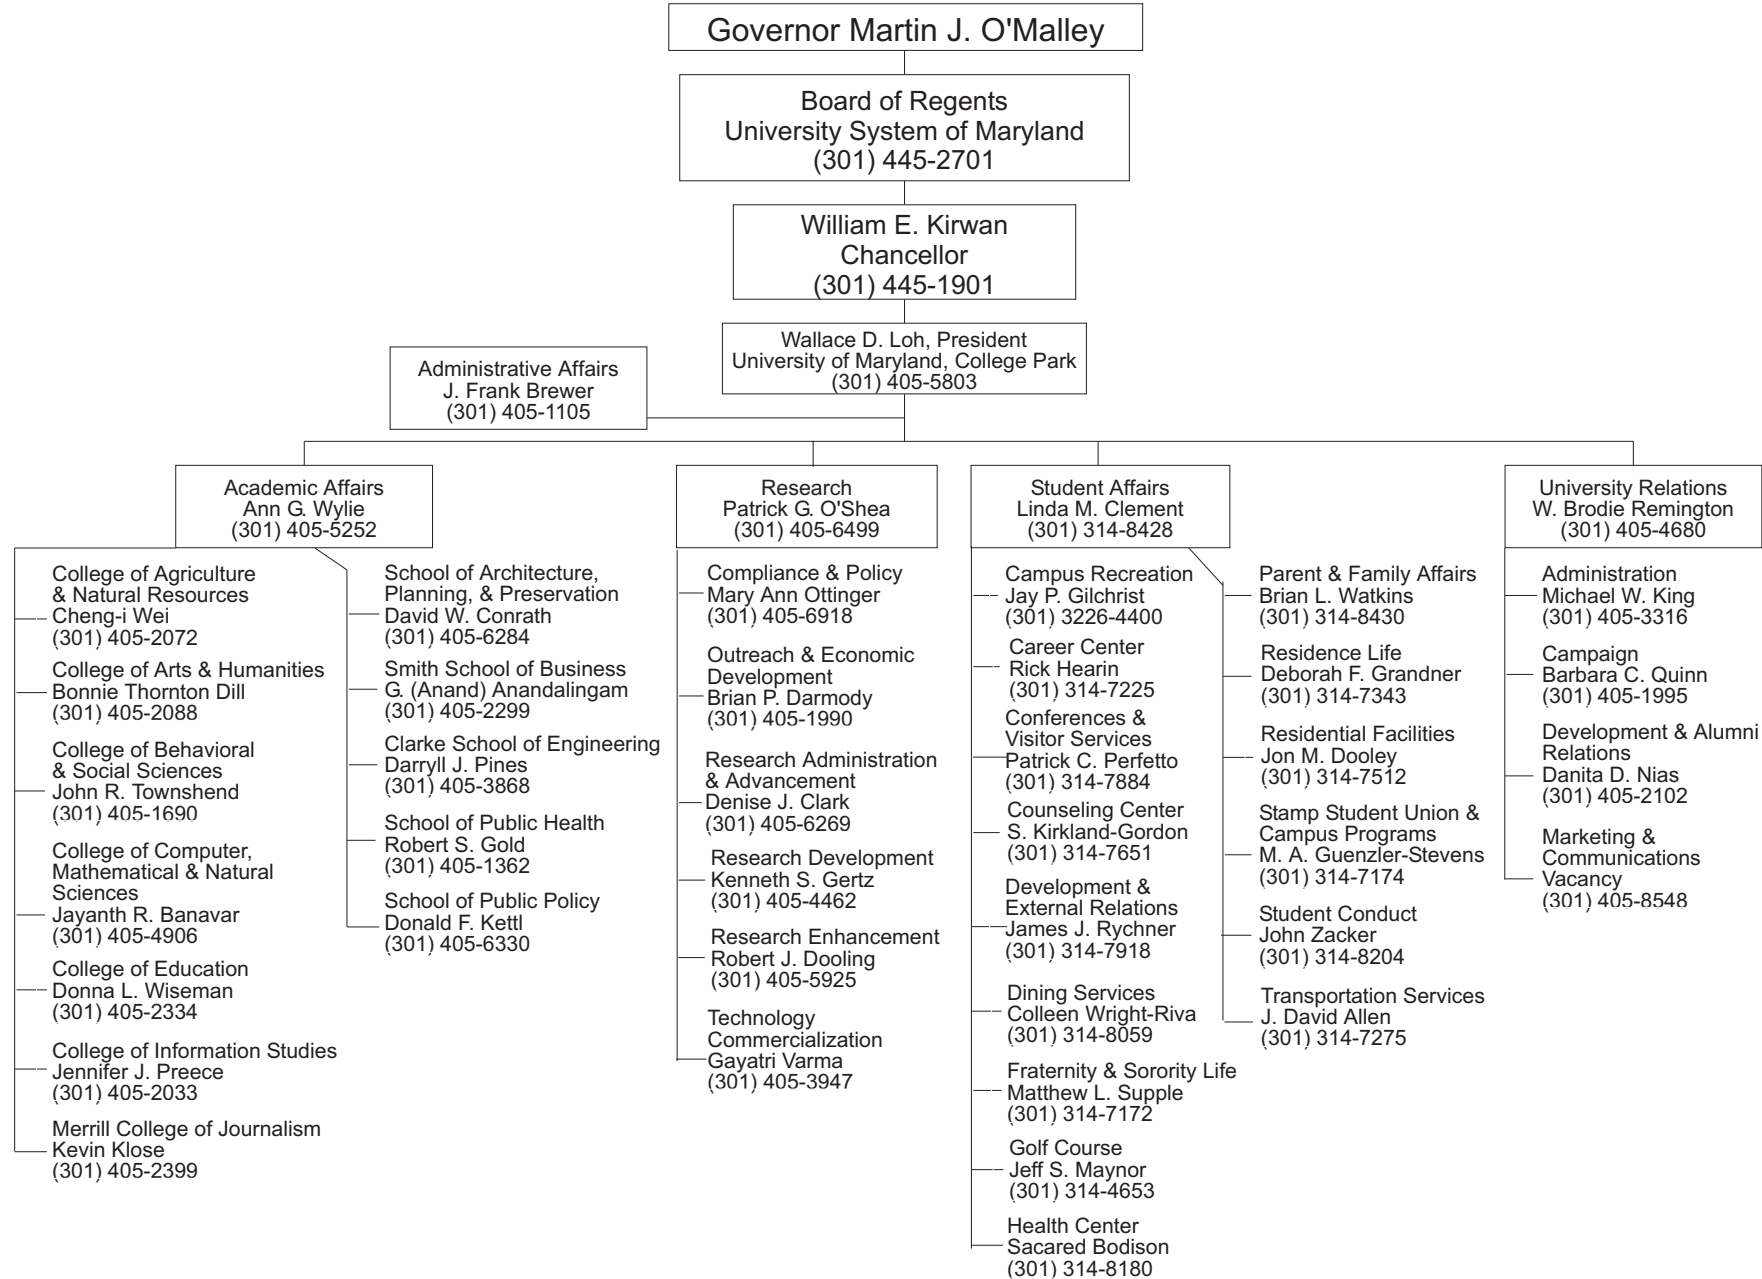 Governor Martin J. O'Malley
Board of Regents
University System of Maryland
(301) 445-2701
William E. Kirwan
Chancellor
(301) 445-1901
Wallace D. Loh, President
University of Maryland, College Park
(301) 405-5803
Administrative Affairs
J. Frank Brewer
(301) 405-1105
Academic Affairs
Ann G. Wylie
(301) 405-5252
College of Agriculture
& Natural Resources
Cheng-i Wei
(301) 405-2072
College of Arts & Humanities
Bonnie Thornton Dill
(301) 405-2088
College of Behavioral
& Social Sciences
John R. Townshend
(301) 405-1690
College of Computer,
Mathematical & Natural
Sciences
Jayanth R. Banavar
(301) 405-4906
College of Education
Donna L. Wiseman
(301) 405-2334
College of Information Studies
Jennifer J. Preece
(301) 405-2033
Merrill College of Journalism
Kevin Klose
(301) 405-2399
School of Architecture,
Planning, & Preservation
David W. Conrath
(301) 405-6284
Smith School of Business
G. (Anand) Anandalingam
(301) 405-2299
Clarke School of Engineering
Darryll J. Pines
(301) 405-3868
School of Public Health
Robert S. Gold
(301) 405-1362
School of Public Policy
Donald F. Kettl
(301) 405-6330
Research
Patrick G. O'Shea
(301) 405-6499
Compliance & Policy
Mary Ann Ottinger
(301) 405-6918
Outreach & Economic
Development
Brian P. Darmody
(301) 405-1990
Research Administration
& Advancement
Denise J. Clark
(301) 405-6269
Research Development
Kenneth S. Gertz
(301) 405-4462
Research Enhancement
Robert J. Dooling
(301) 405-5925
Technology
Commercialization
Gayatri Varma
(301) 405-3947
Student Affairs
Linda M. Clement
(301) 314-8428
Campus Recreation
Jay P. Gilchrist
(301) 3226-4400
Career Center
Rick Hearin
(301) 314-7225
Conferences &
Visitor Services
Patrick C. Perfetto
(301) 314-7884
Counseling Center
S. Kirkland-Gordon
(301) 314-7651
Development &
External Relations
James J. Rychner
(301) 314-7918
Dining Services
Colleen Wright-Riva
(301) 314-8059
Fraternity & Sorority Life
Matthew L. Supple
(301) 314-7172
Golf Course
Jeff S. Maynor
(301) 314-4653
Health Center
Sacared Bodison
(301) 314-8180
Parent & Family Affairs
Brian L. Watkins
(301) 314-8430
Residence Life
Deborah F. Grandner
(301) 314-7343
Residential Facilities
Jon M. Dooley
(301) 314-7512
Stamp Student Union &
Campus Programs
M. A. Guenzler-Stevens
(301) 314-7174
Student Conduct
John Zacker
(301) 314-8204
Transportation Services
J. David Allen
(301) 314-7275
University Relations
W. Brodie Remington
(301) 405-4680
Administration
Michael W. King
(301) 405-3316
Campaign
Barbara C. Quinn
(301) 405-1995
Development & Alumni
Relations
Danita D. Nias
(301) 405-2102
Marketing &
Communications
Vacancy
(301) 405-8548